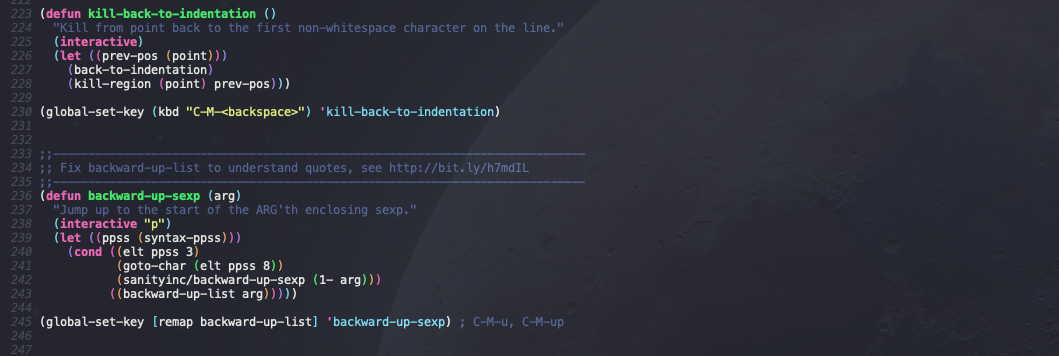 222
223 (defun kill-back-to-indentation ()
224   "Kill from point back to the first non-whitespace character on the line."
225   (interactive)
226   (let ((prev-pos (point)))
227     (back-to-indentation)
228     (kill-region (point) prev-pos)))
229
230 (global-set-key (kbd "C-M-<backspace>") 'kill-back-to-indentation)
231
232
233 ;;----------------------------------------------------------------------------
234 ;; Fix backward-up-list to understand quotes, see http://bit.ly/h7mdIL
235 ;;----------------------------------------------------------------------------
236 (defun backward-up-sexp (arg)
237   "Jump up to the start of the ARG'th enclosing sexp."
238   (interactive "p")
239   (let ((ppss (syntax-ppss)))
240     (cond ((elt ppss 3)
241            (goto-char (elt ppss 8))
242            (sanityinc/backward-up-sexp (1- arg)))
243           ((backward-up-list arg)))))
244
245 (global-set-key [remap backward-up-list] 'backward-up-sexp) ; C-M-u, C-M-up
246
247